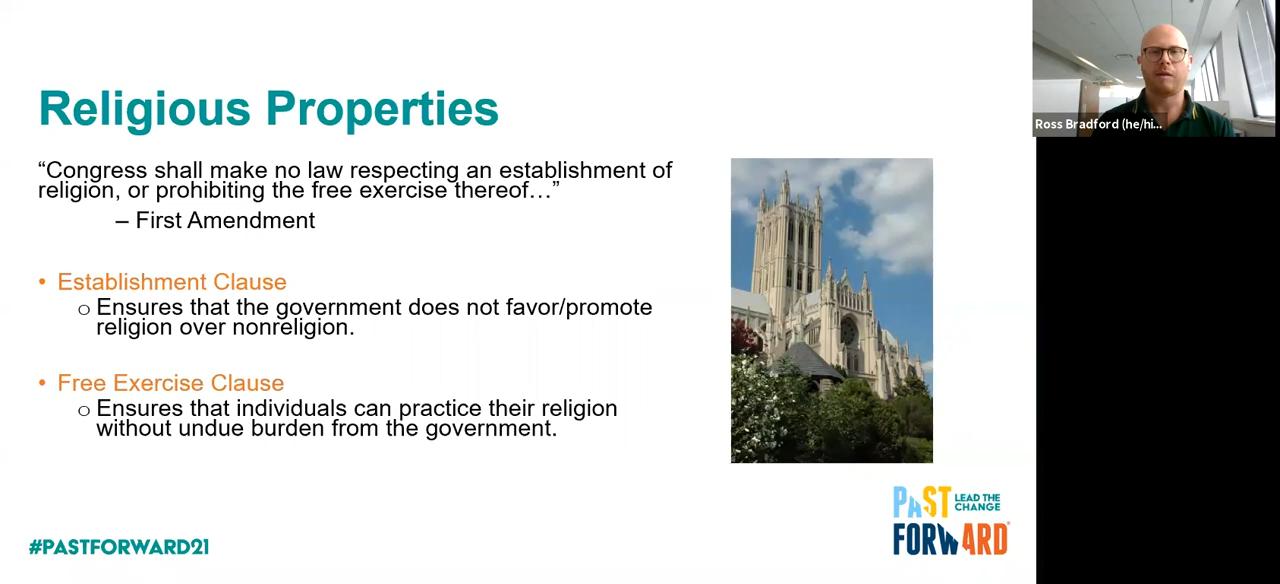 Religious Properties
“Congress shall make no law respecting an establishment of
religion, or prohibiting the free exercise thereof…”
– First Amendment
• Establishment Clause
o Ensures that the government does not favor/promote
religion over nonreligion.
• Free Exercise Clause
o Ensures that individuals can practice their religion
without undue burden from the government.
#PASTFORWARD21
PAST LEAD THE
CHANGE
FORWARD®
Ross Bradford (he/hi...